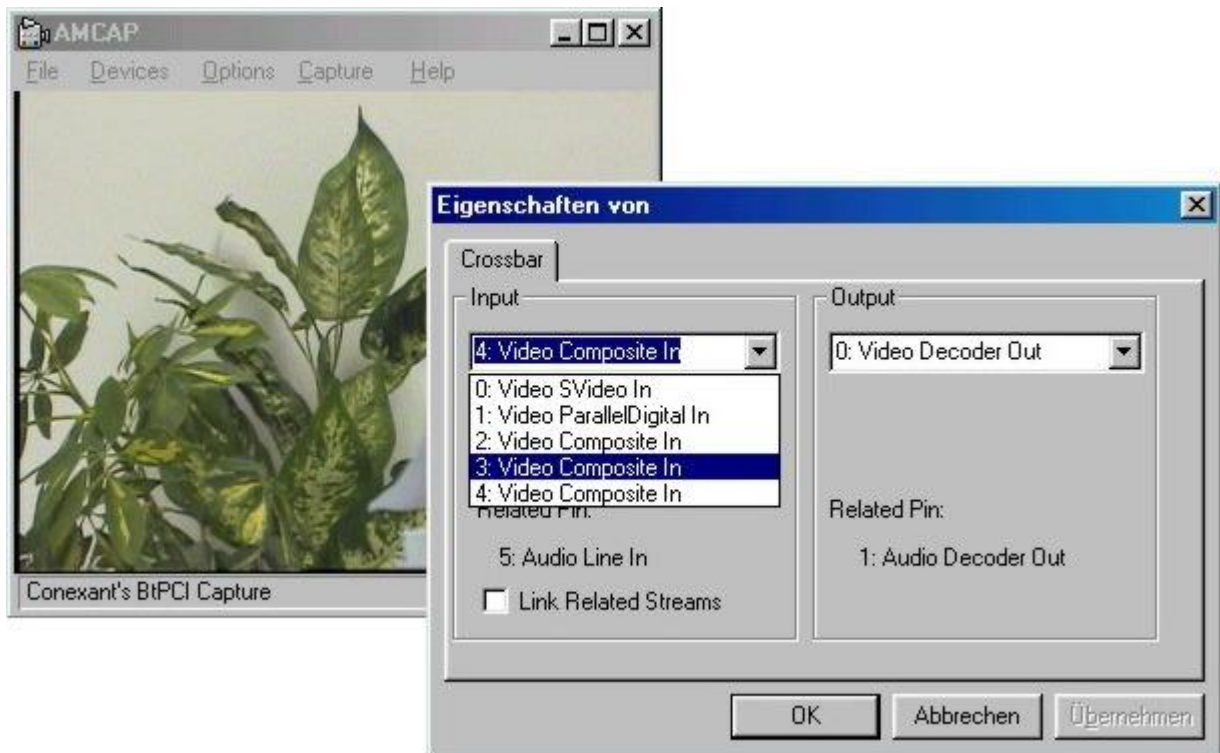 AMCAP
File Devices Options Capture Help
Conexant's BtPCI Capture
Eigenschaften von
Crossbar
Input
4: Video Composite In
0: Video SVideo In
1: Video ParallelDigital In
2: Video Composite In
3: Video Composite In
4: Video Composite In
Related Pin:
5: Audio Line In
Link Related Streams
Output
0: Video Decoder Out
Related Pin:
1: Audio Decoder Out
OK Abbrechen Übernehmen